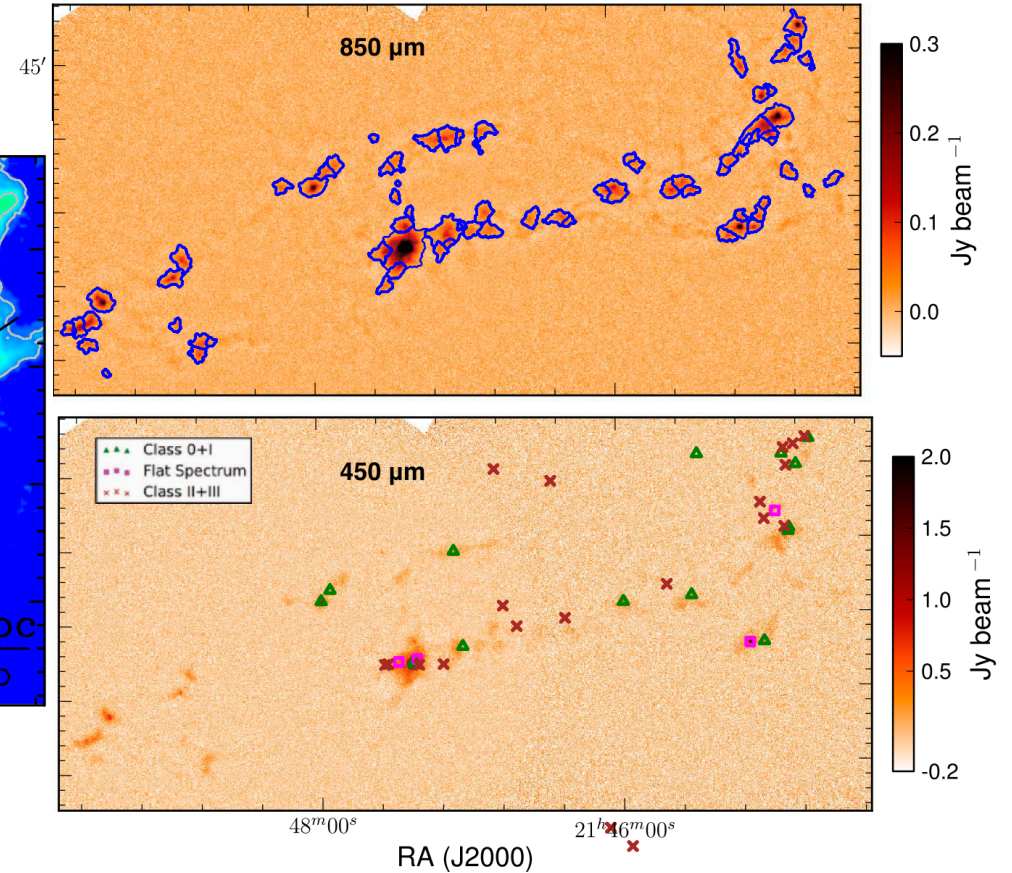 850 µm
45′
0.3
0.2
0.1
0.0
Jy beam⁻¹
Class 0+I
Flat Spectrum
Class II+III
450 µm
2.0
1.5
1.0
0.5
-0.2
Jy beam⁻¹
48ᵐ00ˢ
21ʰ46ᵐ00ˢ
RA (J2000)